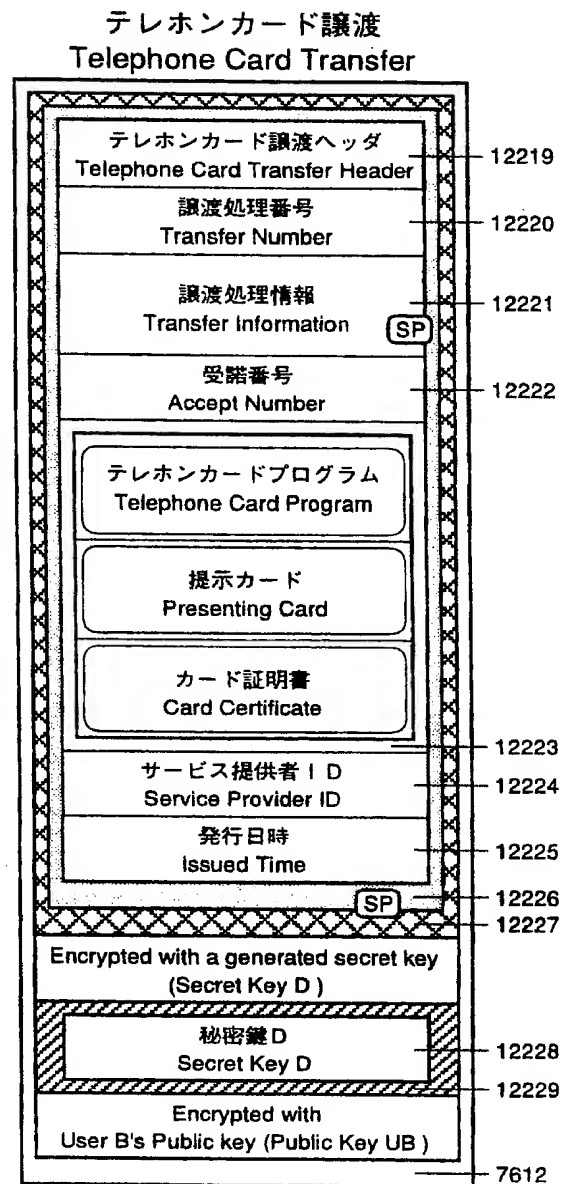 テレホンカード譲渡
Telephone Card Transfer
テレホンカード譲渡ヘッダ
Telephone Card Transfer Header
12219
譲渡処理番号
Transfer Number
12220
譲渡処理情報
Transfer Information
SP
12221
受諾番号
Accept Number
12222
テレホンカードプログラム
Telephone Card Program
提示カード
Presenting Card
カード証明書
Card Certificate
12223
サービス提供者ID
Service Provider ID
12224
発行日時
Issued Time
12225
12226
SP
12227
Encrypted with a generated secret key
(Secret Key D )
秘密鍵D
Secret Key D
12228
12229
Encrypted with
User B's Public key (Public Key UB )
7612